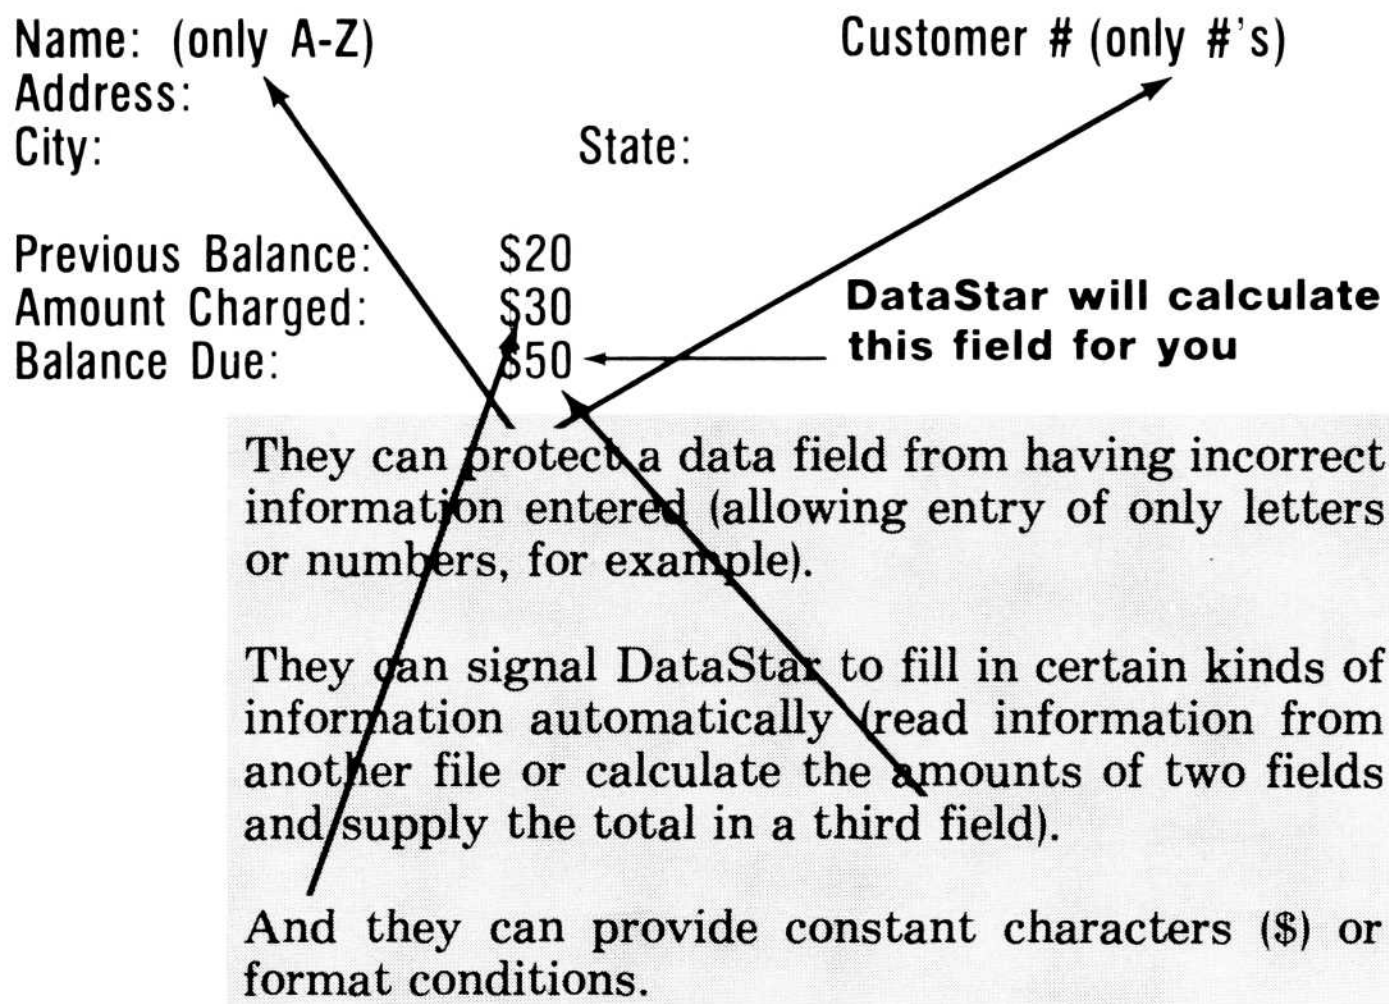 Name: (only A-Z) Customer # (only #'s)
Address:
City: State:
Previous Balance: $20
Amount Charged: $30
Balance Due: $50
DataStar will calculate
this field for you
They can protect a data field from having incorrect
information entered (allowing entry of only letters
or numbers, for example).
They can signal DataStar to fill in certain kinds of
information automatically (read information from
another file or calculate the amounts of two fields
and supply the total in a third field).
And they can provide constant characters ($) or
format conditions.